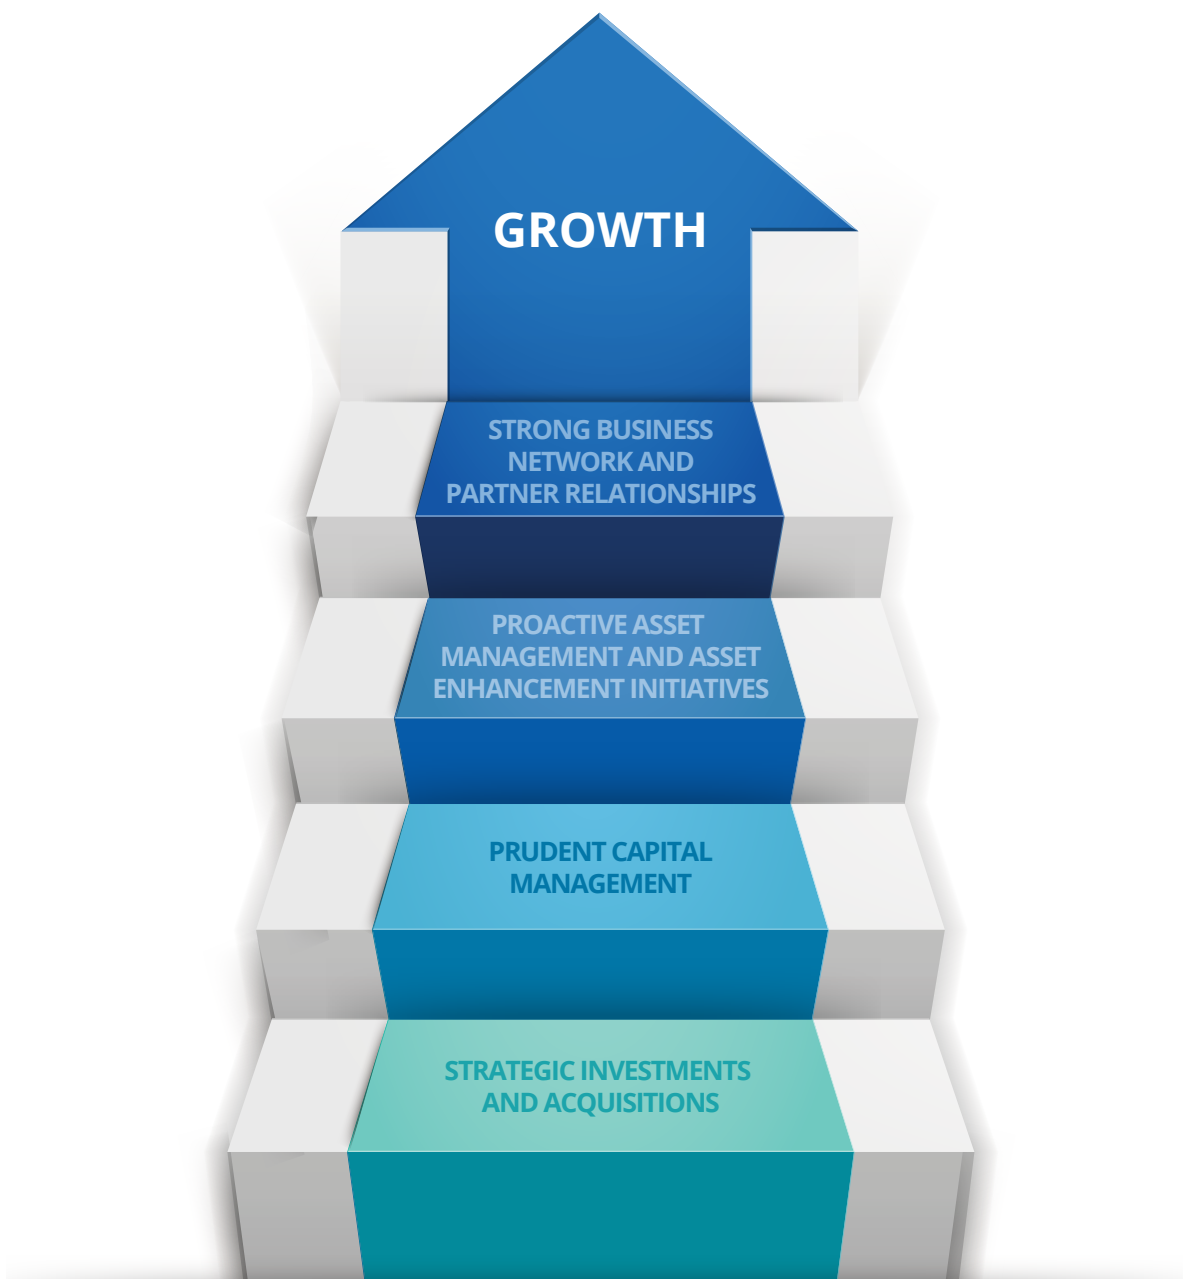 GROWTH
STRONG BUSINESS
NETWORK AND
PARTNER RELATIONSHIPS
PROACTIVE ASSET
MANAGEMENT AND ASSET
ENHANCEMENT INITIATIVES
PRUDENT CAPITAL
MANAGEMENT
STRATEGIC INVESTMENTS
AND ACQUISITIONS